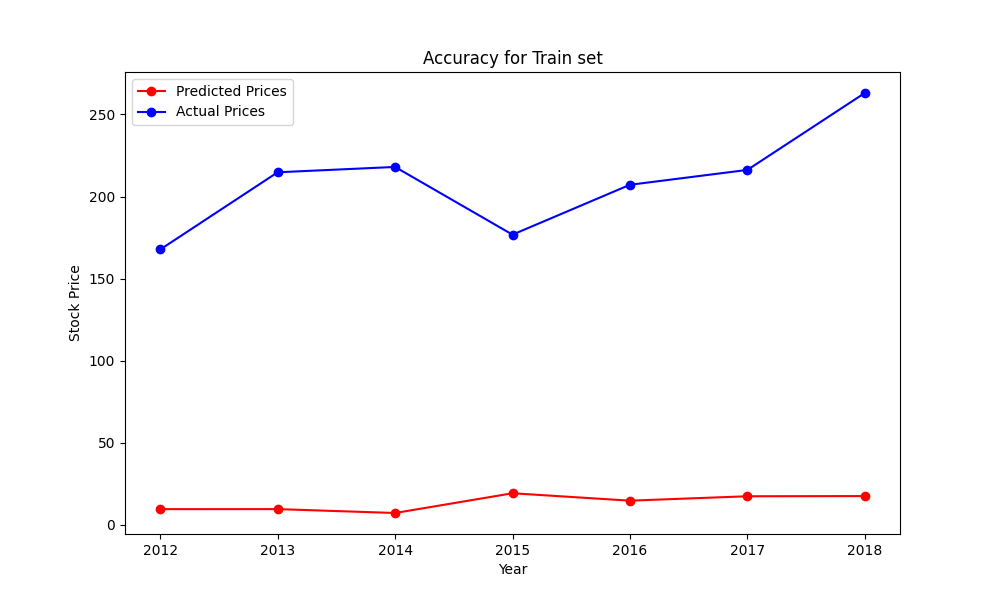 Accuracy for Train set
Predicted Prices
Actual Prices
250
200
150
100
50
0
Stock Price
2012 2013 2014 2015 2016 2017 2018
Year